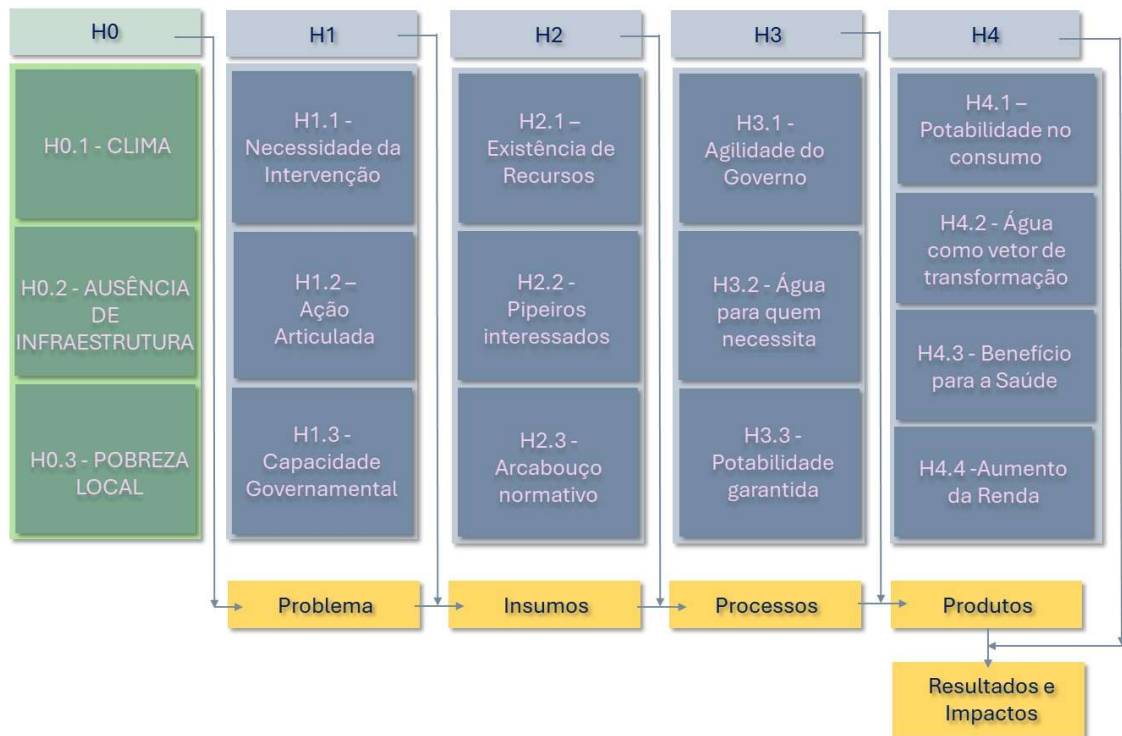 H0
H0.1 - CLIMA
H0.2 - AUSÊNCIA
DE
INFRAESTRUTURA
H0.3 - POBREZA
LOCAL
H1
H1.1 -
Necessidade da
Intervenção
H1.2 –
Ação
Articulada
H1.3 -
Capacidade
Governamental
H2
H2.1 –
Existência de
Recursos
H2.2 -
Pipeiros
interessados
H2.3 -
Arcabouço
normativo
H3
H3.1 -
Agilidade do
Governo
H3.2 - Água
para quem
necessita
H3.3 -
Potabilidade
garantida
H4
H4.1 –
Potabilidade no
consumo
H4.2 - Água
como vetor de
transformação
H4.3 - Benefício
para a Saúde
H4.4 -Aumento
da Renda
Problema
Insumos
Processos
Produtos
Resultados e
Impactos